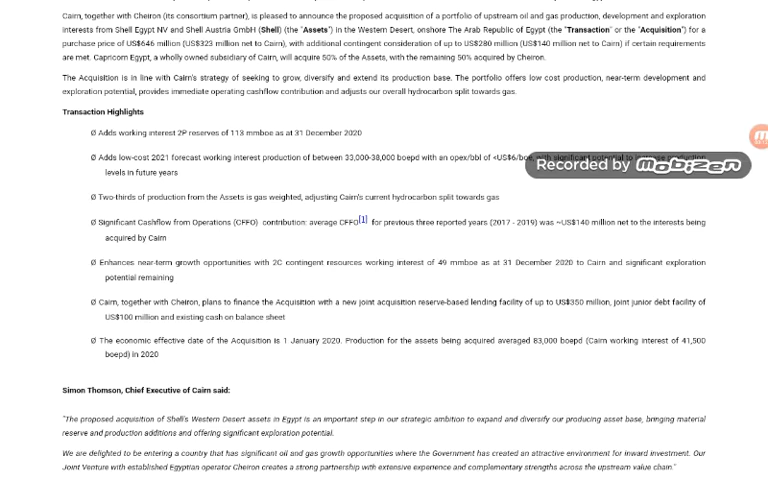 Cairn, together with Cheiron (its consortium partner), is pleased to announce the proposed acquisition of a portfolio of upstream oil and gas production, development and exploration
interests from Shell Egypt NV and Shell Austria GmbH (Shell) (the "Assets") in the Western Desert, onshore The Arab Republic of Egypt (the "Transaction" or the "Acquisition") for a
purchase price of US$646 million (US$323 million net to Cairn), with additional contingent consideration of up to US$280 million (US$140 million net to Cairn) if certain requirements
are met. Capricorn Egypt, a wholly owned subsidiary of Cairn, will acquire 50% of the Assets, with the remaining 50% acquired by Cheiron.
The Acquisition is in line with Cairn's strategy of seeking to grow, diversify and extend its production base. The portfolio offers low cost production, near-term development and
exploration potential, provides immediate operating cashflow contribution and adjusts our overall hydrocarbon split towards gas.
Transaction Highlights
Ø Adds working interest 2P reserves of 113 mmboe as at 31 December 2020
Ø Adds low-cost 2021 forecast working interest production of between 33,000-38,000 boepd with an opex/bbl of <US$6/boe, with significant potential to increase production
Recorded by mobizen
levels in future years
Ø Two-thirds of production from the Assets is gas weighted, adjusting Cairn's current hydrocarbon split towards gas
Ø Significant Cashflow from Operations (CFFO) contribution: average CFFO[1] for previous three reported years (2017 - 2019) was ~US$140 million net to the interests being
acquired by Cairn
Ø Enhances near-term growth opportunities with 2C contingent resources working interest of 49 mmboe as at 31 December 2020 to Cairn and significant exploration
potential remaining
Ø Cairn, together with Cheiron, plans to finance the Acquisition with a new joint acquisition reserve-based lending facility of up to US$350 million, joint junior debt facility of
US$100 million and existing cash on balance sheet
Ø The economic effective date of the Acquisition is 1 January 2020. Production for the assets being acquired averaged 83,000 boepd (Cairn working interest of 41,500
boepd) in 2020
Simon Thomson, Chief Executive of Cairn said:
"The proposed acquisition of Shell's Western Desert assets in Egypt is an important step in our strategic ambition to expand and diversify our producing asset base, bringing material
reserve and production additions and offering significant exploration potential.
We are delighted to be entering a country that has significant oil and gas growth opportunities where the Government has created an attractive environment for inward investment. Our
Joint Venture with established Egyptian operator Cheiron creates a strong partnership with extensive experience and complementary strengths across the upstream value chain."